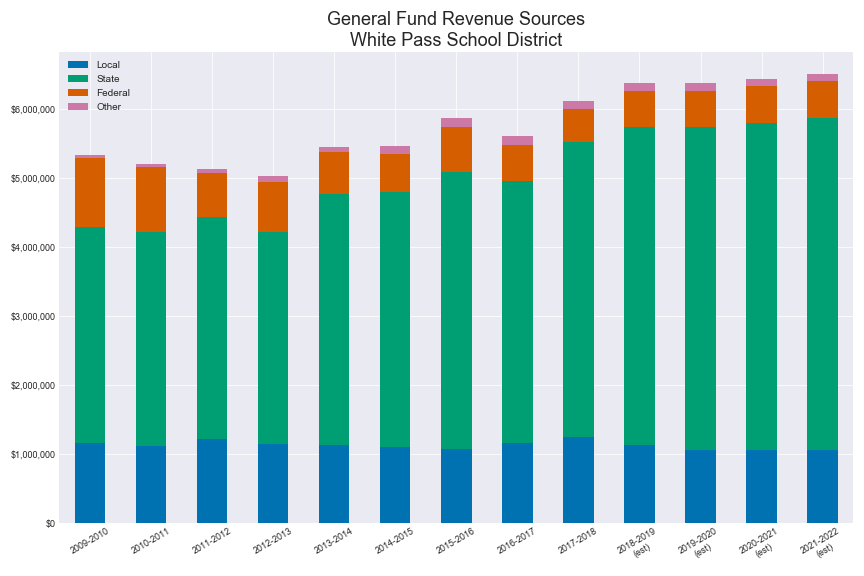 General Fund Revenue Sources
White Pass School District
Local
State
Federal
Other
$6,000,000
$5,000,000
$4,000,000
$3,000,000
$2,000,000
$1,000,000
$0
2009-2010
2010-2011
2011-2012
2012-2013
2013-2014
2014-2015
2015-2016
2016-2017
2017-2018
2018-2019
(est)
2019-2020
(est)
2020-2021
(est)
2021-2022
(est)